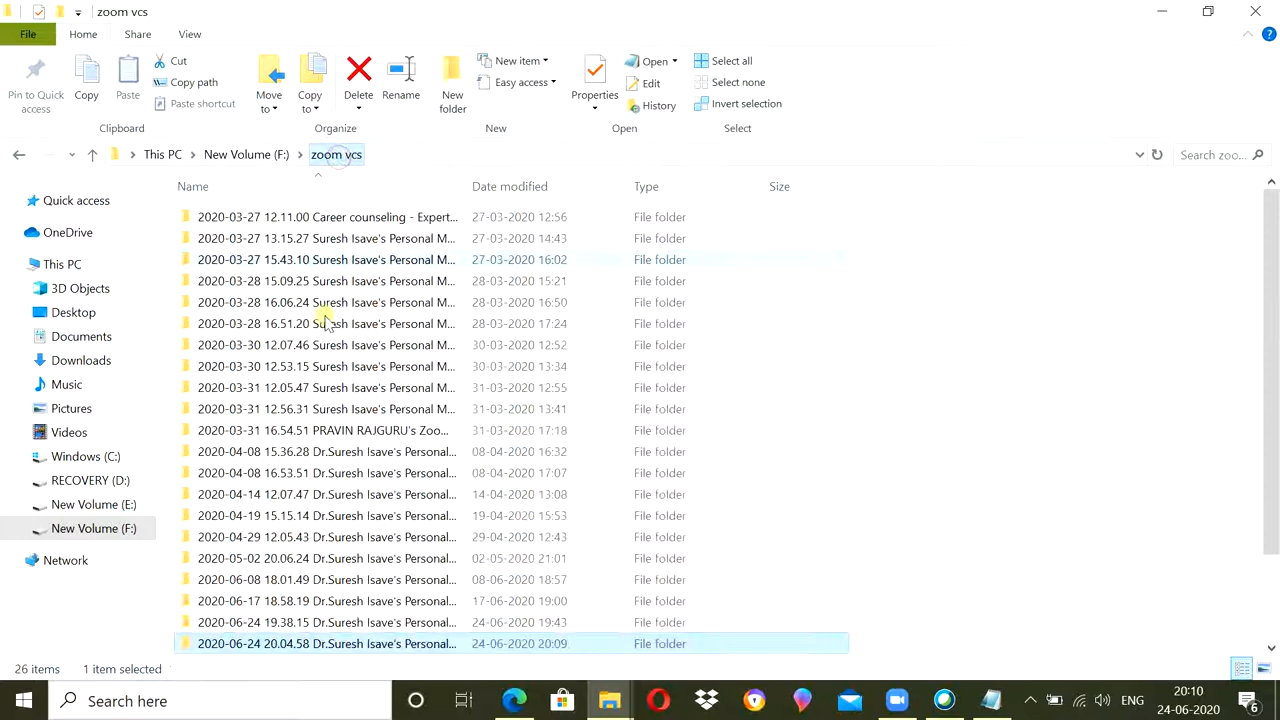 zoom vcs
File Home Share View
Pin to Quick access
Copy
Paste
Cut
Copy path
Paste shortcut
Move to
Copy to
Delete
Rename
New folder
New item
Easy access
Properties
Open
Edit
History
Select all
Select none
Invert selection
Clipboard Organize New Open Select
This PC > New Volume (F:) > zoom vcs
Search zoo...
Name Date modified Type Size
2020-03-27 12.11.00 Career counseling - Expert... 27-03-2020 12:56 File folder
2020-03-27 13.15.27 Suresh Isave's Personal M... 27-03-2020 14:43 File folder
2020-03-27 15.43.10 Suresh Isave's Personal M... 27-03-2020 16:02 File folder
2020-03-28 15.09.25 Suresh Isave's Personal M... 28-03-2020 15:21 File folder
2020-03-28 16.06.24 Suresh Isave's Personal M... 28-03-2020 16:50 File folder
2020-03-28 16.51.20 Suresh Isave's Personal M... 28-03-2020 17:24 File folder
2020-03-30 12.07.46 Suresh Isave's Personal M... 30-03-2020 12:52 File folder
2020-03-30 12.53.15 Suresh Isave's Personal M... 30-03-2020 13:34 File folder
2020-03-31 12.05.47 Suresh Isave's Personal M... 31-03-2020 12:55 File folder
2020-03-31 12.56.31 Suresh Isave's Personal M... 31-03-2020 13:41 File folder
2020-03-31 16.54.51 PRAVIN RAJGURU's Zoo... 31-03-2020 17:18 File folder
2020-04-08 15.36.28 Dr.Suresh Isave's Personal... 08-04-2020 16:32 File folder
2020-04-08 16.53.51 Dr.Suresh Isave's Personal... 08-04-2020 17:07 File folder
2020-04-14 12.07.47 Dr.Suresh Isave's Personal... 14-04-2020 13:08 File folder
2020-04-19 15.15.14 Dr.Suresh Isave's Personal... 19-04-2020 15:53 File folder
2020-04-29 12.05.43 Dr.Suresh Isave's Personal... 29-04-2020 12:43 File folder
2020-05-02 20.06.24 Dr.Suresh Isave's Personal... 02-05-2020 21:01 File folder
2020-06-08 18.01.49 Dr.Suresh Isave's Personal... 08-06-2020 18:57 File folder
2020-06-17 18.58.19 Dr.Suresh Isave's Personal... 17-06-2020 19:00 File folder
2020-06-24 19.38.15 Dr.Suresh Isave's Personal... 24-06-2020 19:43 File folder
2020-06-24 20.04.58 Dr.Suresh Isave's Personal... 24-06-2020 20:09 File folder
Quick access
OneDrive
This PC
3D Objects
Desktop
Documents
Downloads
Music
Pictures
Videos
Windows (C:)
RECOVERY (D:)
New Volume (E:)
New Volume (F:)
Network
26 items 1 item selected
Search here
ENG
20:10
24-06-2020
6